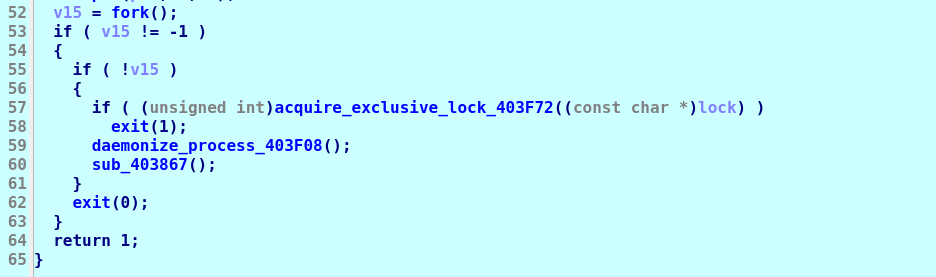 52 v15 = fork();
53 if ( v15 != -1 )
54 {
55 if ( !v15 )
56 {
57 if ( (unsigned int)acquire_exclusive_lock_403F72((const char *)lock) )
58 exit(1);
59 daemonize_process_403F08();
60 sub_403867();
61 }
62 exit(0);
63 }
64 return 1;
65 }